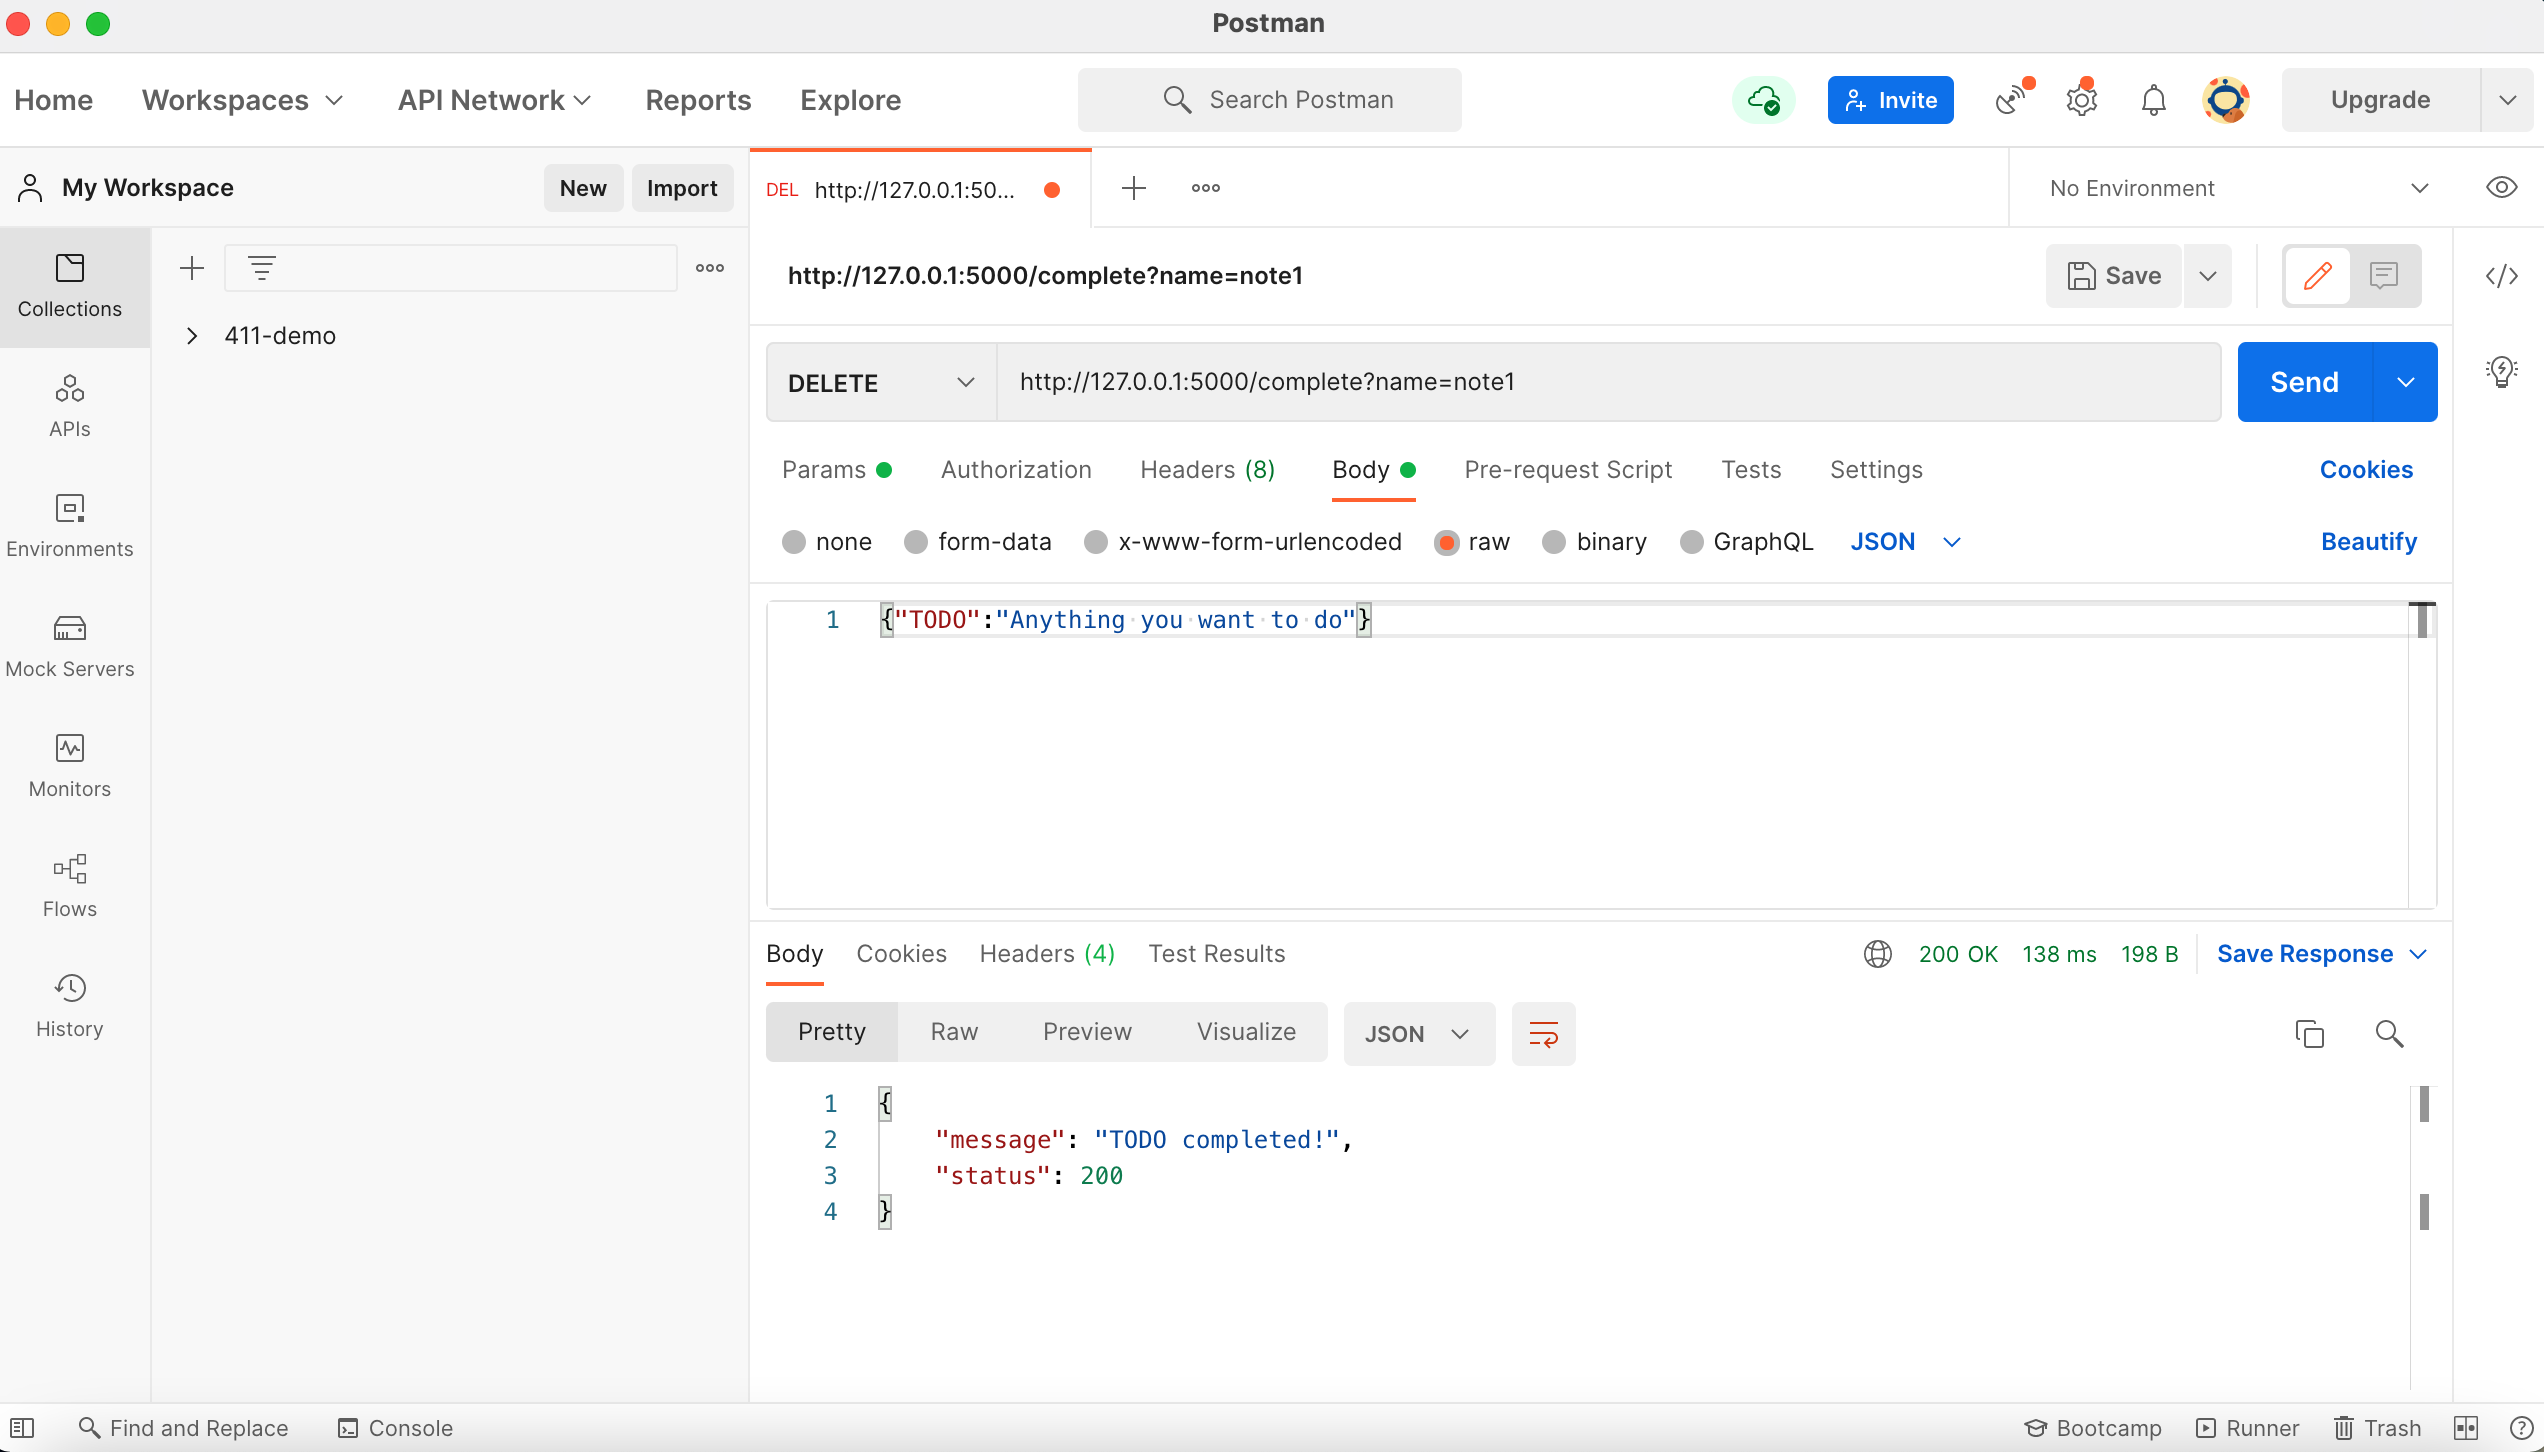 Postman
Home Workspaces API Network Reports Explore Search Postman Invite Upgrade
My Workspace New Import DEL http://127.0.0.1:50... No Environment
http://127.0.0.1:5000/complete?name=note1 Save
Collections
411-demo
DELETE http://127.0.0.1:5000/complete?name=note1 Send
APIs
Params Authorization Headers (8) Body Pre-request Script Tests Settings Cookies
Environments
none form-data x-www-form-urlencoded raw binary GraphQL JSON Beautify
1 {"TODO":"Anything you want to do"}
Mock Servers
Monitors
Flows
Body Cookies Headers (4) Test Results 200 OK 138 ms 198 B Save Response
History
Pretty Raw Preview Visualize JSON
1 {
2 "message": "TODO completed!",
3 "status": 200
4 }
Find and Replace Console Bootcamp Runner Trash